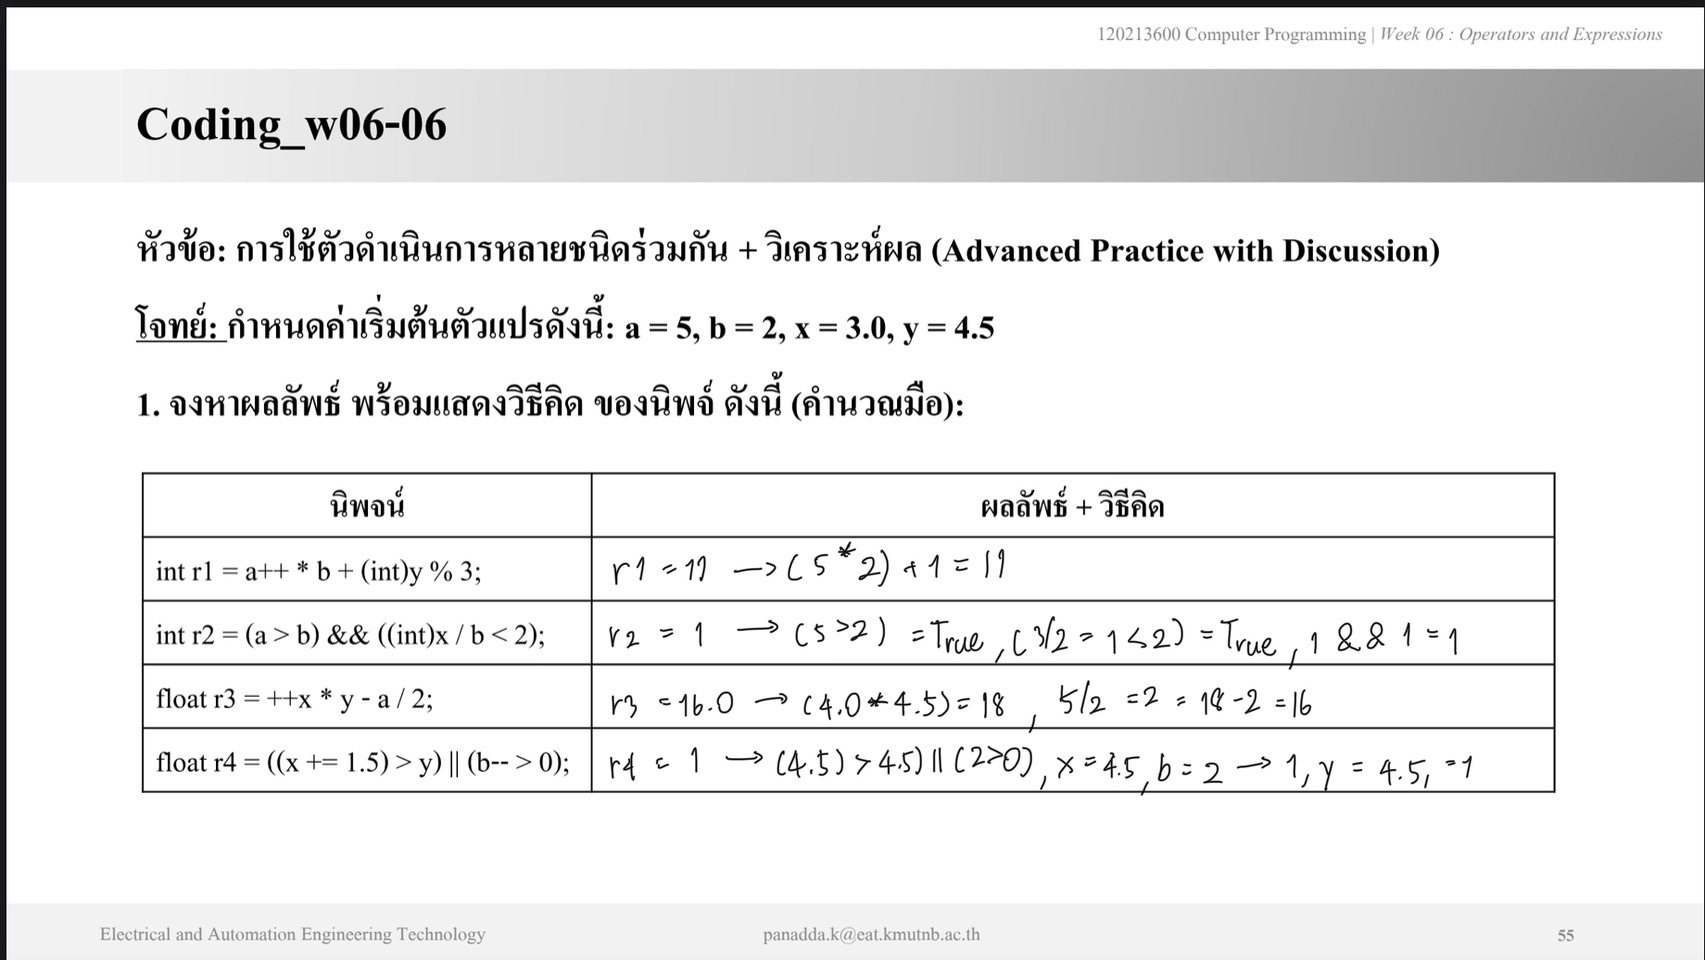 120213600 Computer Programming | Week 06 : Operators and Expressions
Coding_w06-06
หัวข้อ: การใช้ตัวดำเนินการหลายชนิดร่วมกัน + วิเคราะห์ผล (Advanced Practice with Discussion)
โจทย์: กำหนดค่าเริ่มต้นตัวแปรดังนี้: a = 5, b = 2, x = 3.0, y = 4.5
1. จงหาผลลัพธ์ พร้อมแสดงวิธีคิด ของนิพจ์ ดังนี้ (คำนวณมือ):
นิพจน์ ผลลัพธ์ + วิธีคิด
int r1 = a++ * b + (int)y % 3; r1 = 11 → (5 * 2) + 1 = 11
int r2 = (a > b) && ((int)x / b < 2); r2 = 1 → (5 > 2) = True, (3/2 = 1 < 2) = True, 1 && 1 = 1
float r3 = ++x * y - a / 2; r3 = 16.0 → (4.0 * 4.5) = 18, 5/2 = 2 = 18 - 2 = 16
float r4 = ((x += 1.5) > y) || (b-- > 0); r4 = 1 → (4.5) > 4.5) || (2>0), x = 4.5, b = 2 → 1, y = 4.5, = 1
Electrical and Automation Engineering Technology panadda.k@eat.kmutnb.ac.th 55